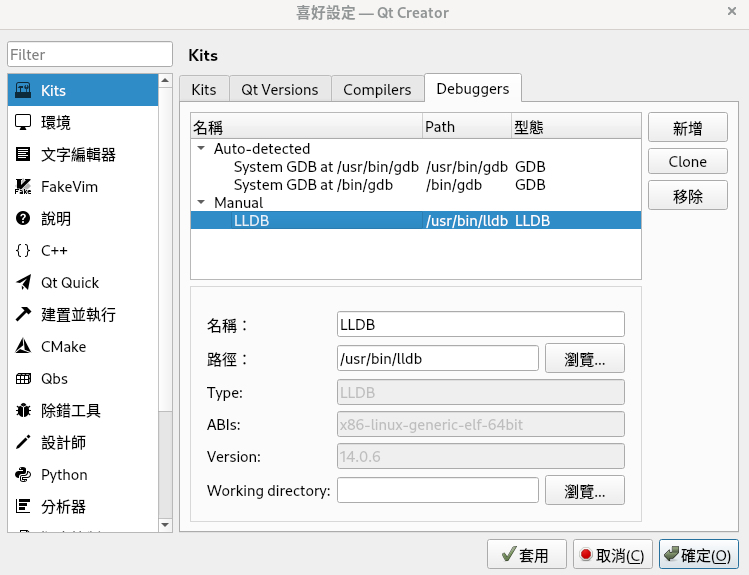 喜好設定 — Qt Creator
Filter
Kits
環境
文字編輯器
FakeVim
說明
C++
Qt Quick
建置並執行
CMake
Qbs
除錯工具
設計師
Python
分析器
Kits
Kits Qt Versions Compilers Debuggers
名稱 Path 型態
Auto-detected
System GDB at /usr/bin/gdb /usr/bin/gdb GDB
System GDB at /bin/gdb /bin/gdb GDB
Manual
LLDB /usr/bin/lldb LLDB
新增
Clone
移除
名稱： LLDB
路徑： /usr/bin/lldb 瀏覽...
Type: LLDB
ABIs: x86-linux-generic-elf-64bit
Version: 14.0.6
Working directory: 瀏覽...
套用 取消(C) 確定(O)